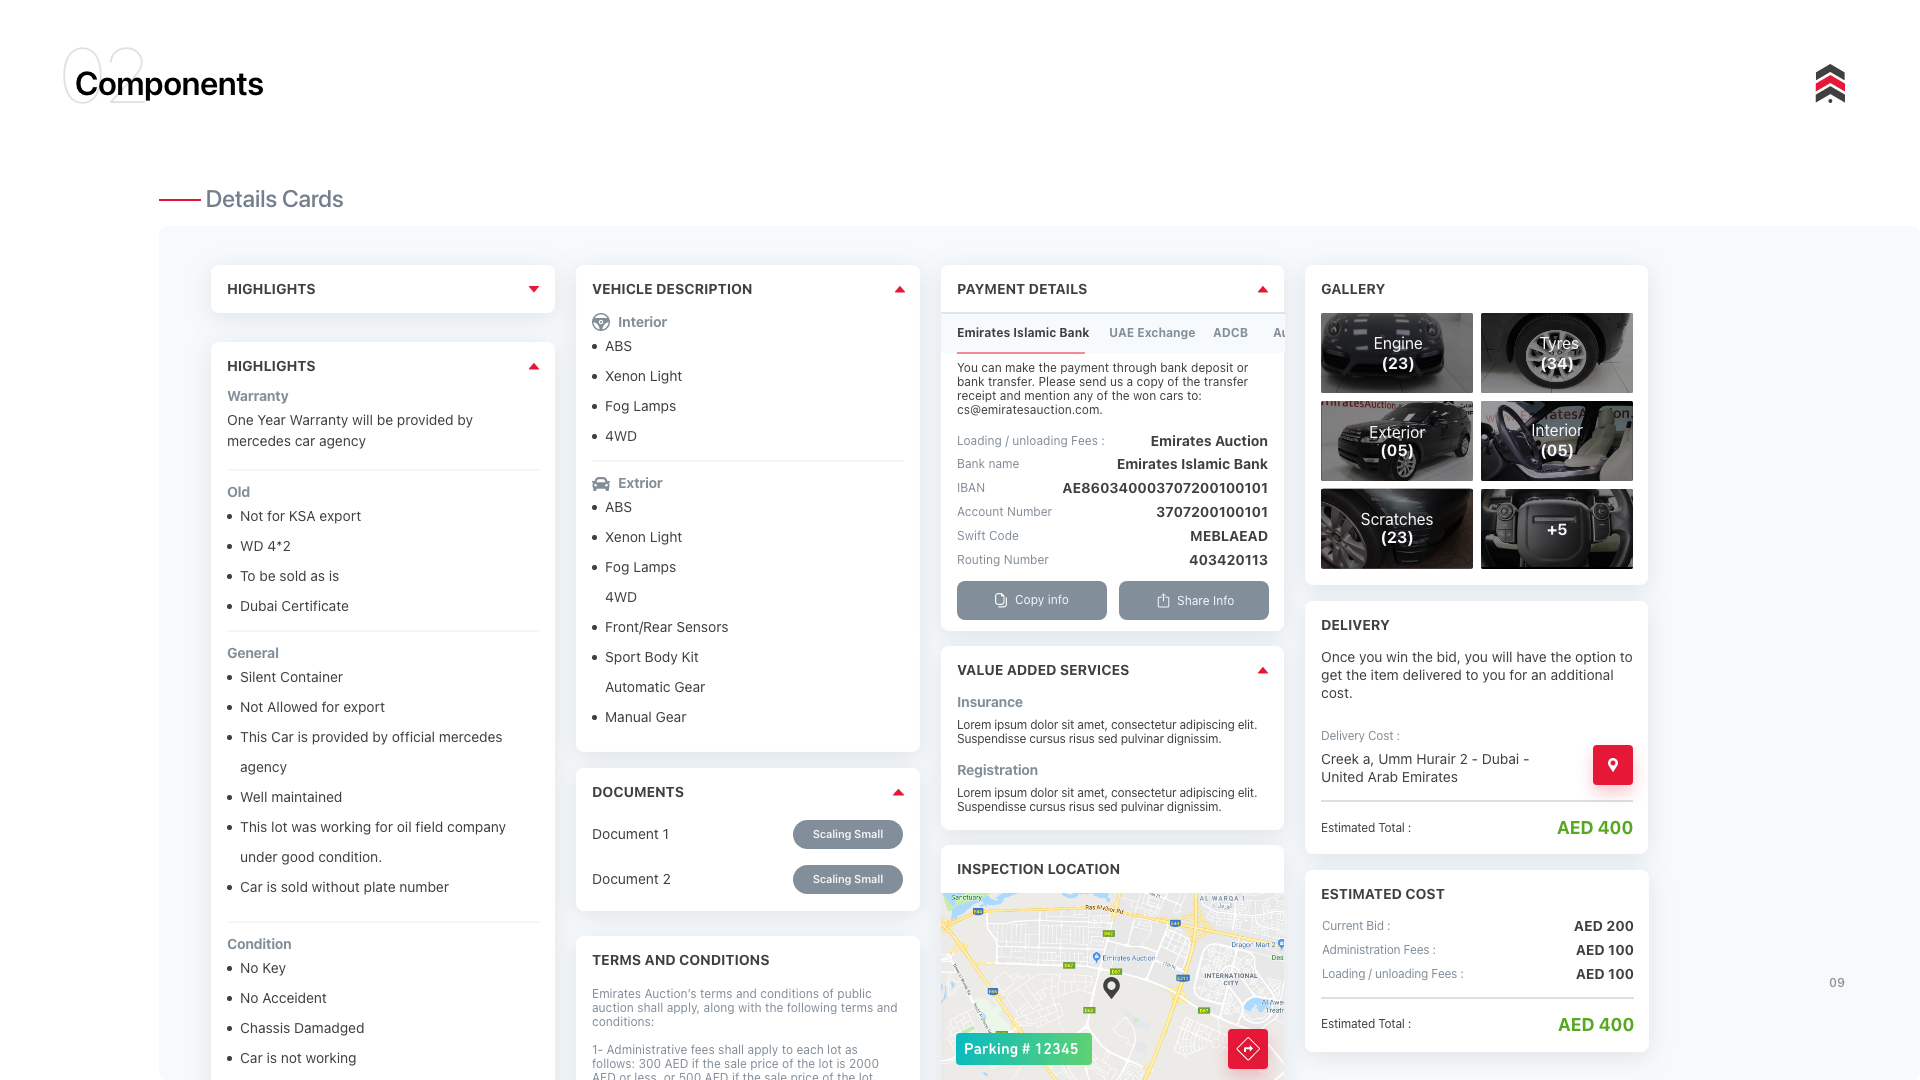 02
Components
Details Cards
HIGHLIGHTS
HIGHLIGHTS
Warranty
One Year Warranty will be provided by
mercedes car agency
Old
Not for KSA export
WD 4*2
To be sold as is
Dubai Certificate
General
Silent Container
Not Allowed for export
This Car is provided by official mercedes
agency
Well maintained
This lot was working for oil field company
under good condition.
Car is sold without plate number
Condition
No Key
No Acceident
Chassis Damadged
Car is not working
VEHICLE DESCRIPTION
Interior
ABS
Xenon Light
Fog Lamps
4WD
Extrior
ABS
Xenon Light
Fog Lamps
4WD
Front/Rear Sensors
Sport Body Kit
Automatic Gear
Manual Gear
DOCUMENTS
Document 1
Scaling Small
Document 2
Scaling Small
TERMS AND CONDITIONS
Emirates Auction's terms and conditions of public
auction shall apply, along with the following terms and
conditions:
1- Administrative fees shall apply to each lot as
follows: 300 AED if the sale price of the lot is 2000
AED or less, or 500 AED if the sale price of the lot
PAYMENT DETAILS
Emirates Islamic Bank UAE Exchange ADCB Au
You can make the payment through bank deposit or
bank transfer. Please send us a copy of the transfer
receipt and mention any of the won cars to:
cs@emiratesauction.com.
Loading / unloading Fees : Emirates Auction
Bank name Emirates Islamic Bank
IBAN AE860340003707200100101
Account Number 3707200100101
Swift Code MEBLAEAD
Routing Number 403420113
Copy info
Share Info
VALUE ADDED SERVICES
Insurance
Lorem ipsum dolor sit amet, consectetur adipiscing elit.
Suspendisse cursus risus sed pulvinar dignissim.
Registration
Lorem ipsum dolor sit amet, consectetur adipiscing elit.
Suspendisse cursus risus sed pulvinar dignissim.
INSPECTION LOCATION
Sanctuary
Ras Al Khor Rd
AL WARQA 1
Dragon Mart 2
Emirates Auction
INTERNATIONAL
CITY
Parking # 12345
GALLERY
Engine
(23)
Tyres
(34)
Exterior
(05)
Interior
(05)
Scratches
(23)
+5
DELIVERY
Once you win the bid, you will have the option to
get the item delivered to you for an additional
cost.
Delivery Cost :
Creek a, Umm Hurair 2 - Dubai -
United Arab Emirates
Estimated Total : AED 400
ESTIMATED COST
Current Bid : AED 200
Administration Fees : AED 100
Loading / unloading Fees : AED 100
Estimated Total : AED 400
09